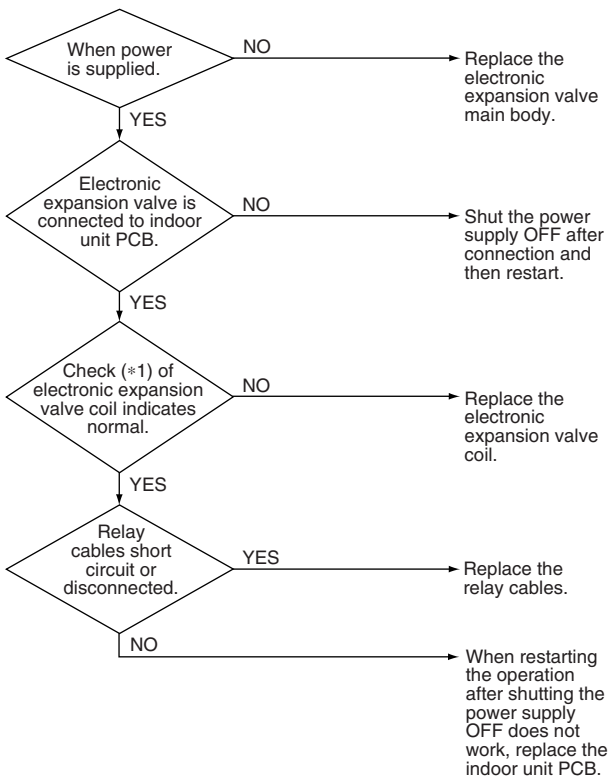 When power
is supplied.
NO
Replace the
electronic
expansion valve
main body.
YES
Electronic
expansion valve is
connected to indoor
unit PCB.
NO
Shut the power
supply OFF after
connection and
then restart.
YES
Check (*1) of
electronic expansion
valve coil indicates
normal.
NO
Replace the
electronic
expansion valve
coil.
YES
Relay
cables short
circuit or
disconnected.
YES
Replace the
relay cables.
NO
When restarting
the operation
after shutting the
power supply
OFF does not
work, replace the
indoor unit PCB.